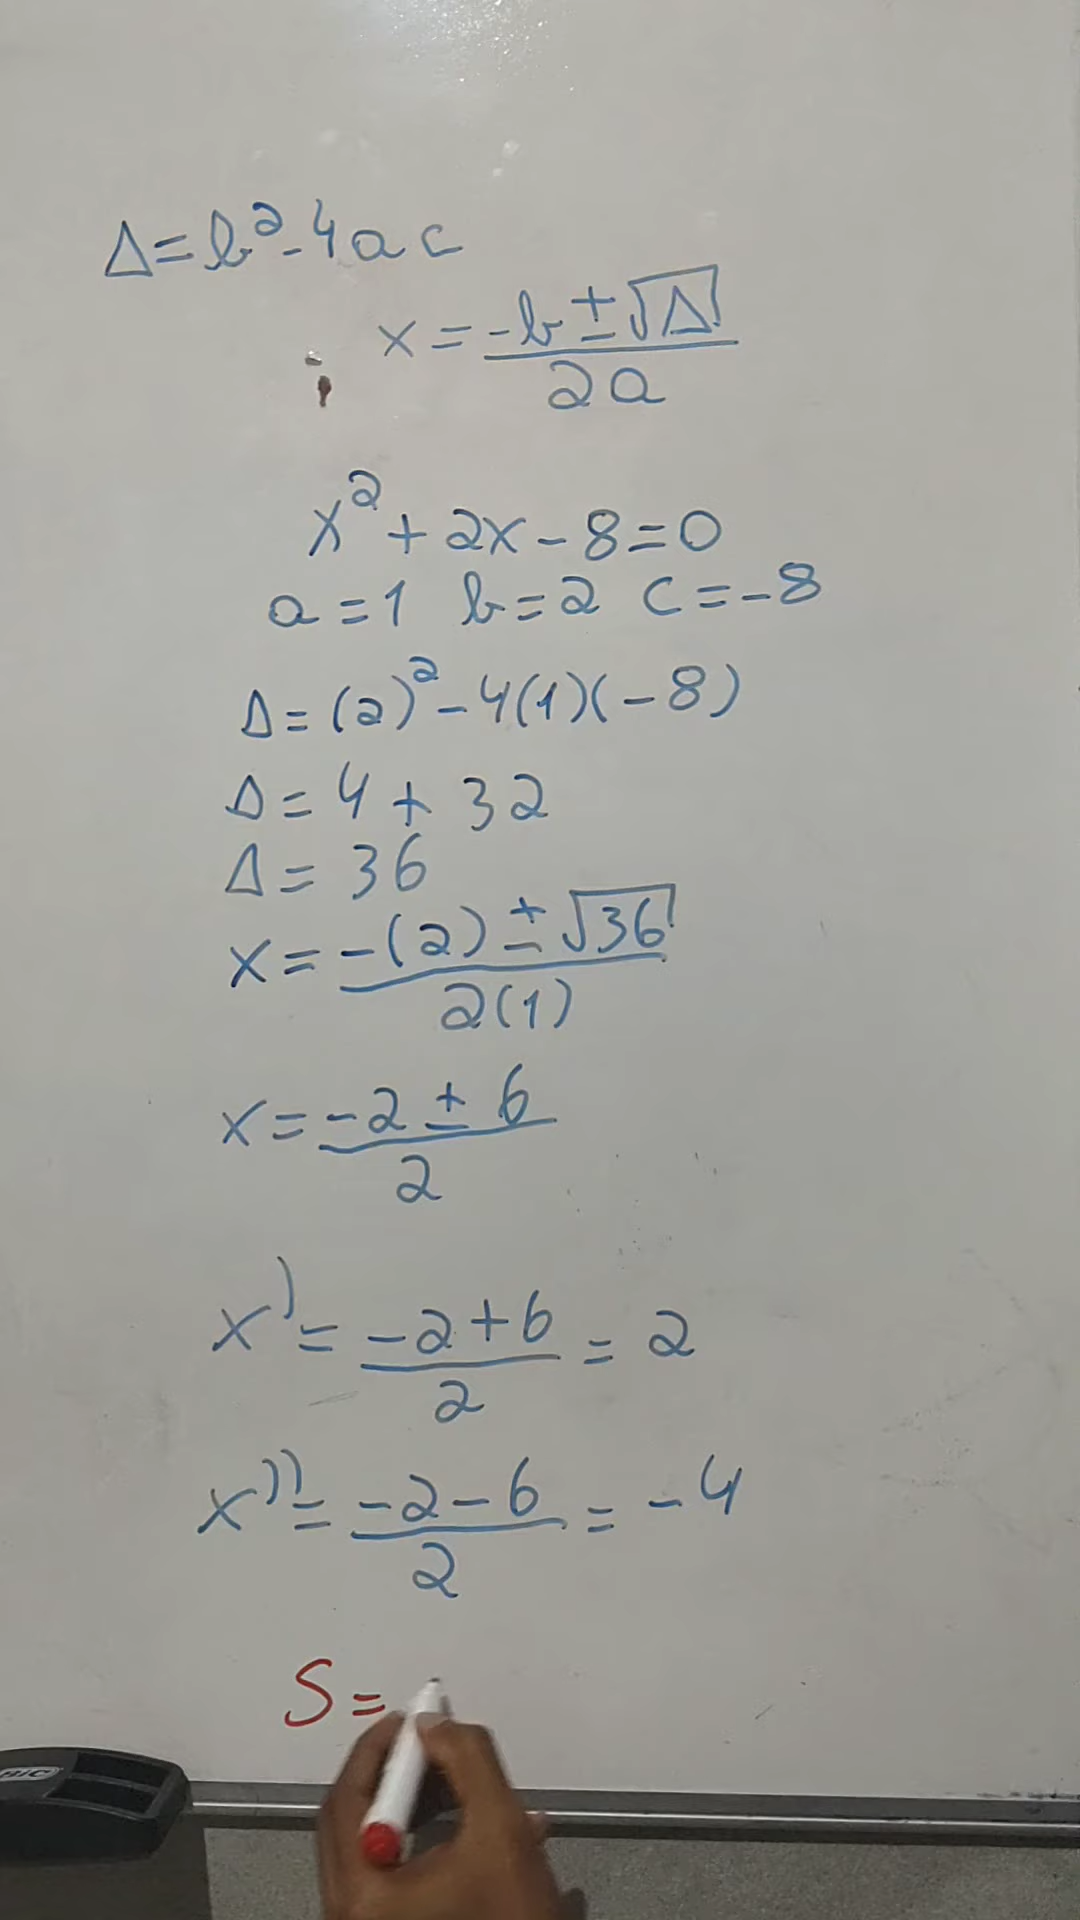 Δ=b²-4ac
x = (-b ± √Δ)/2a
x² + 2x - 8 = 0
a = 1 b = 2 c = -8
Δ = (2)² - 4(1)(-8)
Δ = 4 + 32
Δ = 36
x = (-(2) ± √36)/2(1)
x = (-2 ± 6)/2
x' = (-2+6)/2 = 2
x'' = (-2-6)/2 = -4
S =
BIC